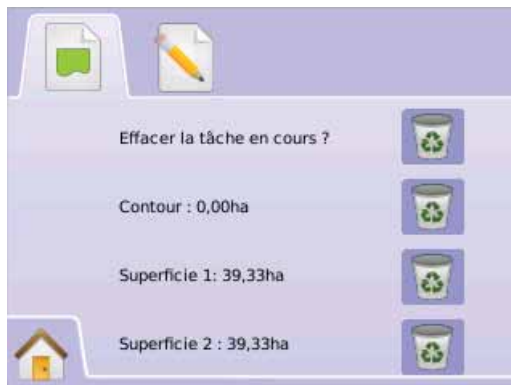 Effacer la tâche en cours ?
Contour : 0,00ha
Superficie 1: 39,33ha
Superficie 2 : 39,33ha